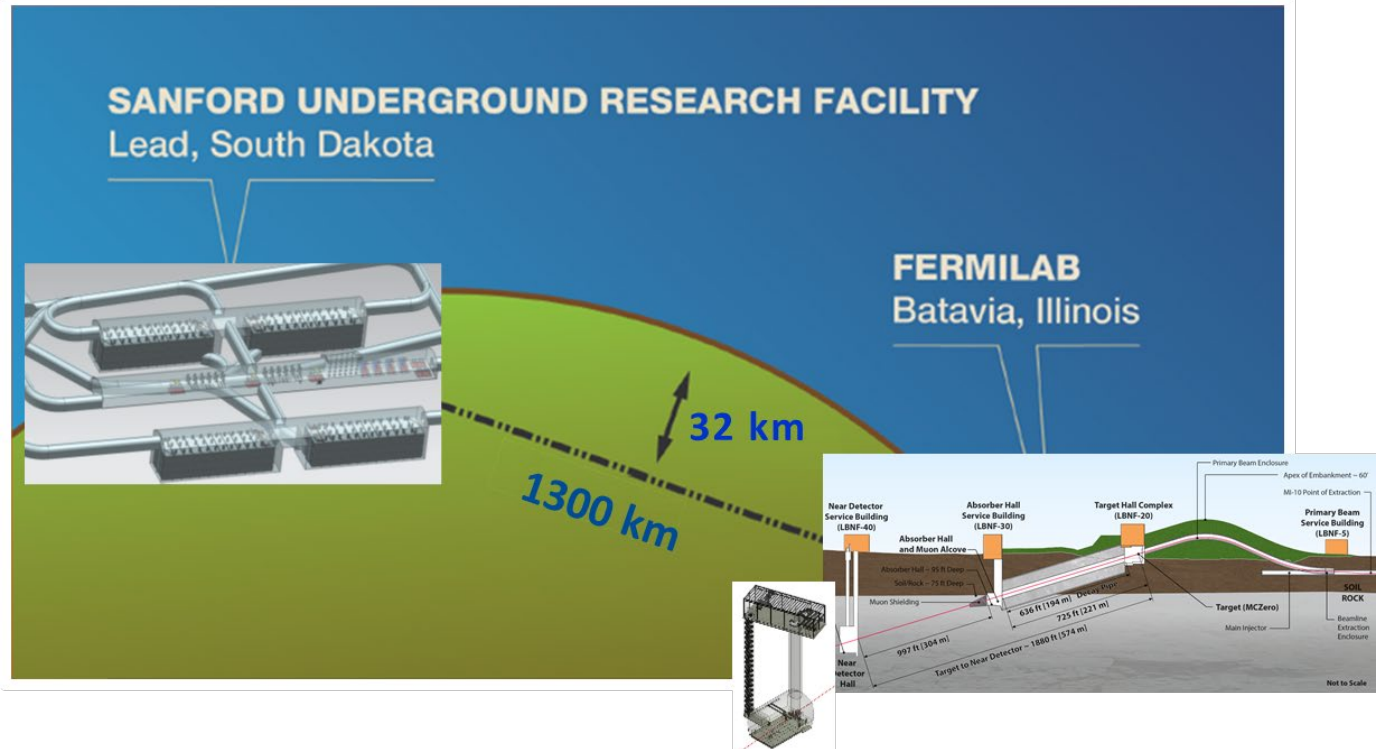 SANFORD UNDERGROUND RESEARCH FACILITY
Lead, South Dakota
FERMILAB
Batavia, Illinois
32 km
1300 km
Primary Beam Enclosure
Apex of Embankment ~ 60'
MI-10 Point of Extraction
Near Detector
Service Building
(LBNF-40)
Absorber Hall
Service Building
(LBNF-30)
Target Hall Complex
(LBNF-20)
Primary Beam
Service Building
(LBNF-5)
Absorber Hall
and Muon Alcove
Absorber Hall ~ 95 ft Deep
Soil/Rock ~ 71 ft Deep
Muon Shielding
636 ft [194 m] Decay Pipe
725 ft [221 m]
Target (MCZero)
Main Injector
SOIL
ROCK
Beamline
Extraction
Enclosure
997 ft [304 m]
Target to Near Detector ~ 1880 ft [574 m]
Near
Detector
Hall
Not to Scale